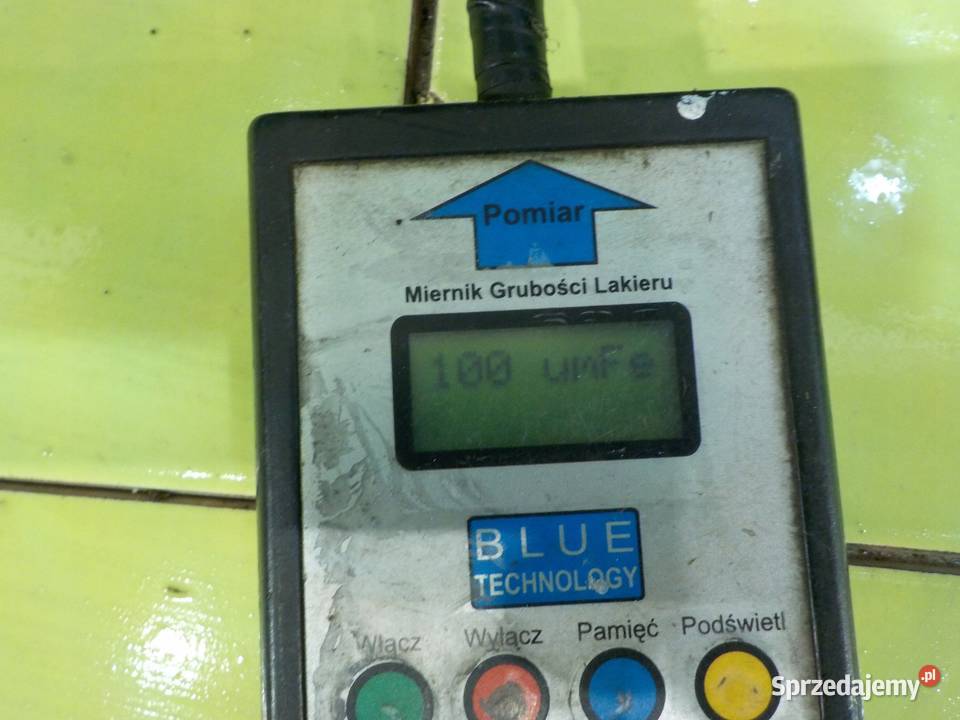 Pomiar
Miernik Grubości Lakieru
100 umFe
BLUE
TECHNOLOGY
Włącz Wyłącz Pamięć Podświetl
Sprzedajemy.pl